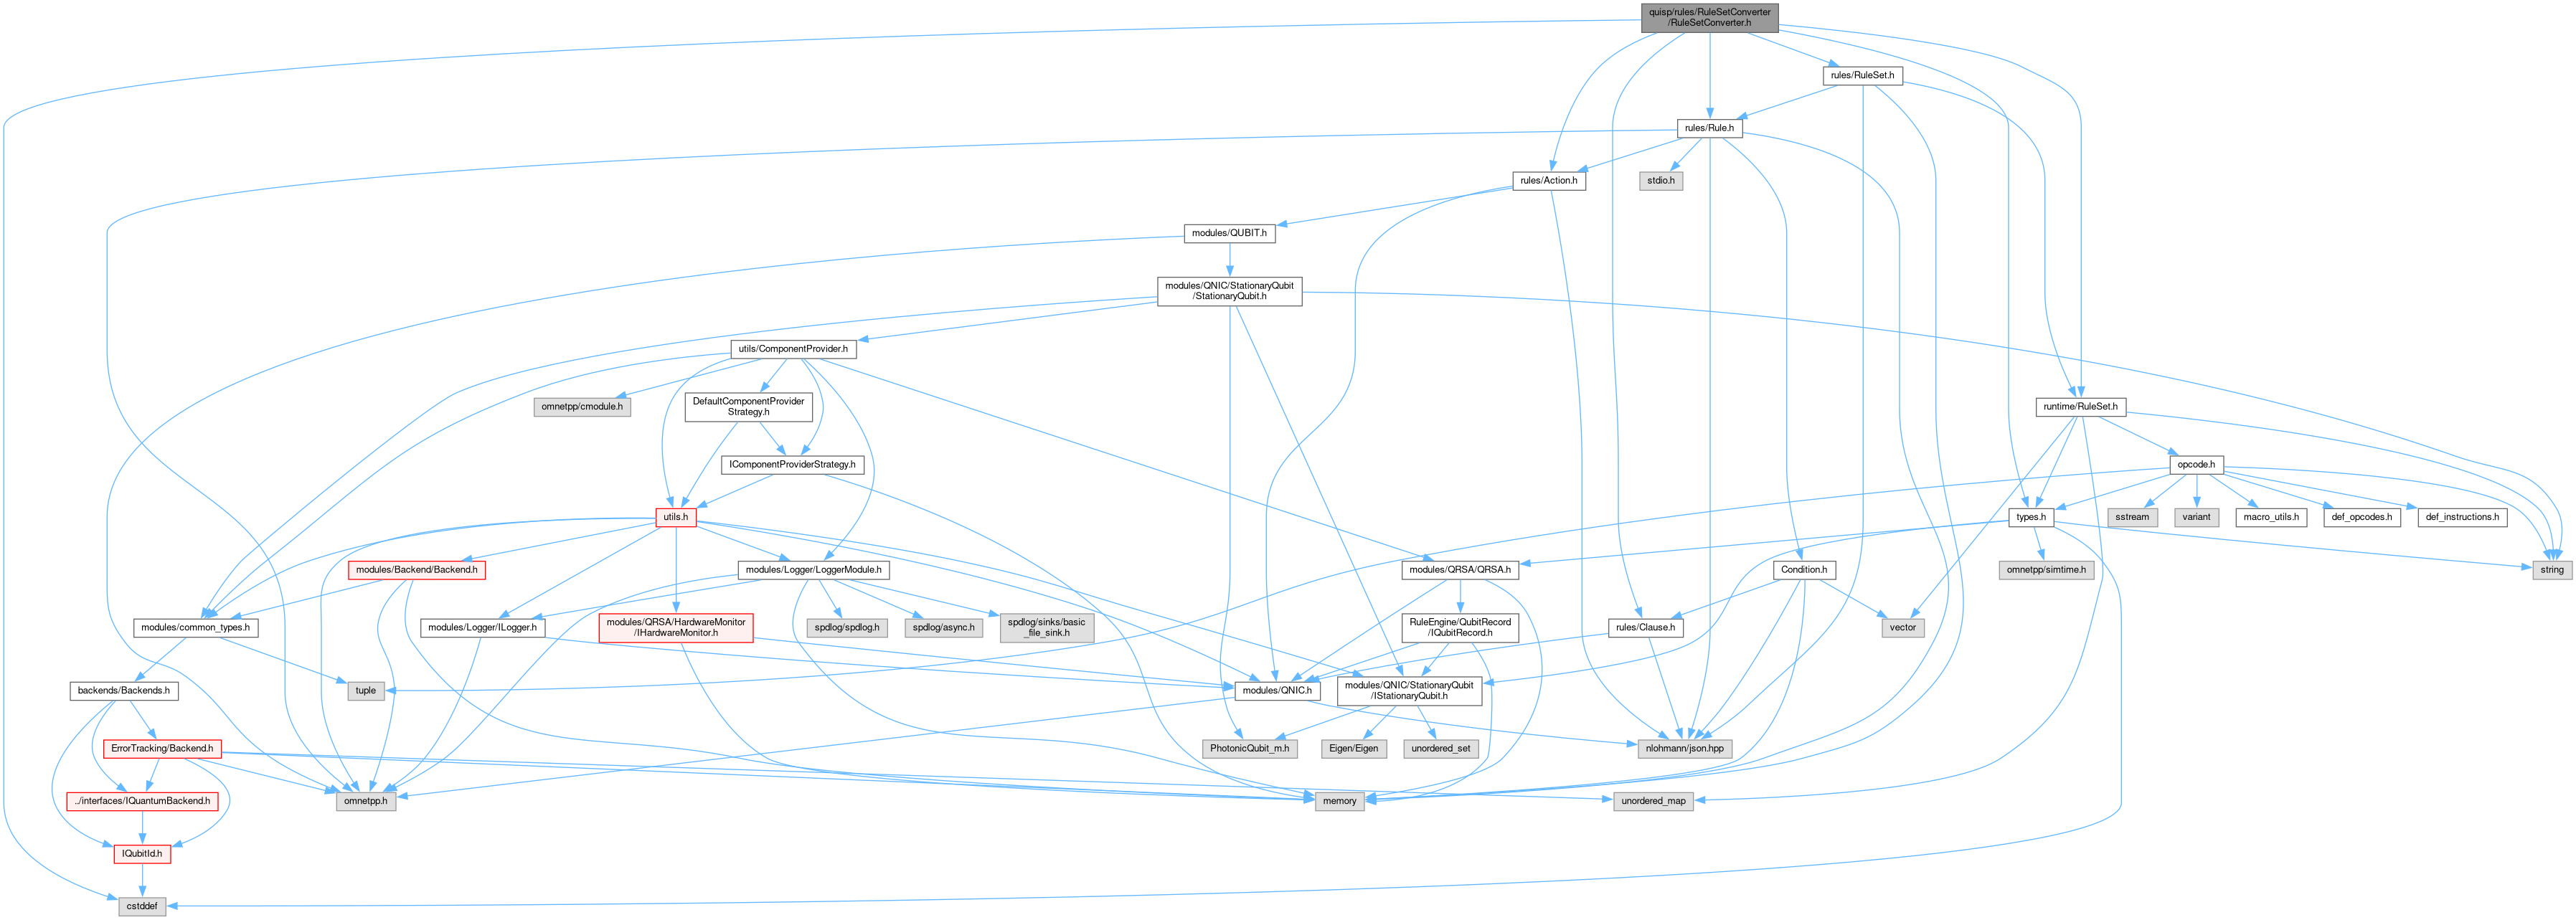 quisp/rules/RuleSetConverter
/RuleSetConverter.h
rules/RuleSet.h
rules/Rule.h
rules/Action.h
stdio.h
modules/QUBIT.h
modules/QNIC/StationaryQubit
/StationaryQubit.h
utils/ComponentProvider.h
omnetpp/cmodule.h
DefaultComponentProvider
Strategy.h
runtime/RuleSet.h
IComponentProviderStrategy.h
opcode.h
utils.h
types.h
sstream
variant
macro_utils.h
def_opcodes.h
def_instructions.h
modules/Backend/Backend.h
modules/Logger/LoggerModule.h
modules/QRSA/QRSA.h
Condition.h
omnetpp/simtime.h
string
modules/common_types.h
modules/Logger/ILogger.h
modules/QRSA/HardwareMonitor
/IHardwareMonitor.h
spdlog/spdlog.h
spdlog/async.h
spdlog/sinks/basic
_file_sink.h
RuleEngine/QubitRecord
/IQubitRecord.h
rules/Clause.h
vector
backends/Backends.h
tuple
modules/QNIC.h
modules/QNIC/StationaryQubit
/IStationaryQubit.h
ErrorTracking/Backend.h
PhotonicQubit_m.h
Eigen/Eigen
unordered_set
nlohmann/json.hpp
../interfaces/IQuantumBackend.h
omnetpp.h
memory
unordered_map
IQubitId.h
cstddef